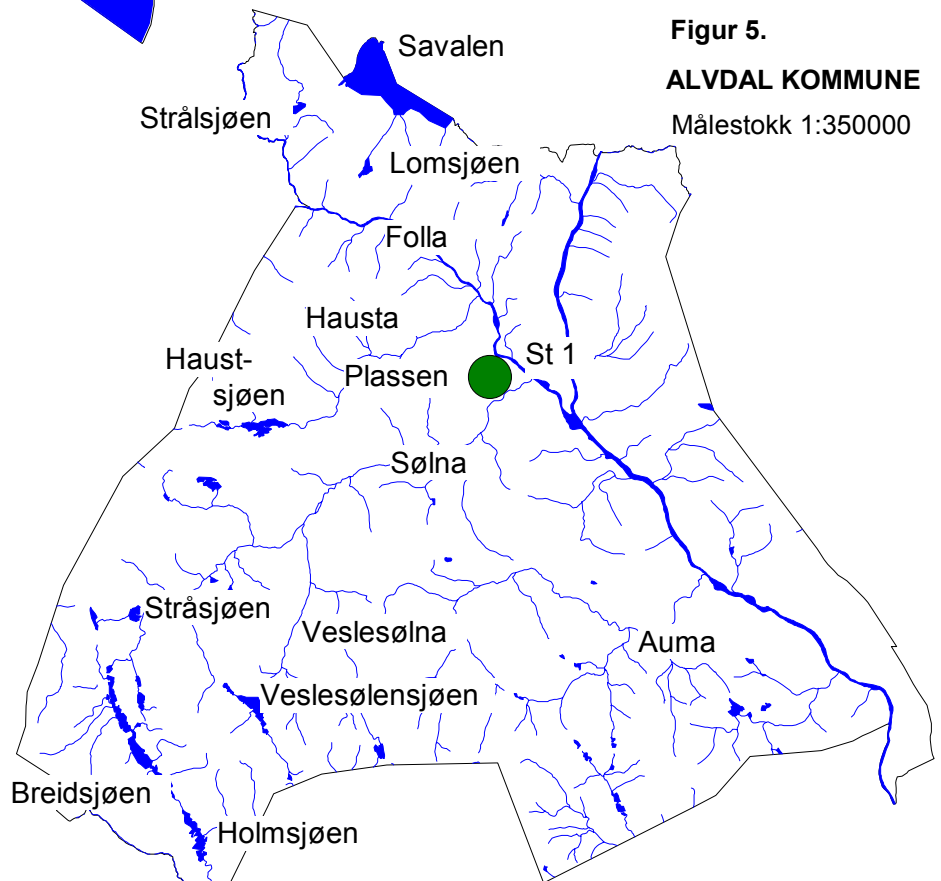 Figur 5.
ALVDAL KOMMUNE
Målestokk 1:350000
Savalen
Strålsjøen
Lomsjøen
Folla
Hausta
St 1
Haust-
sjøen
Plassen
Sølna
Stråsjøen
Veslesølna
Auma
Veslesølensjøen
Breidsjøen
Holmsjøen